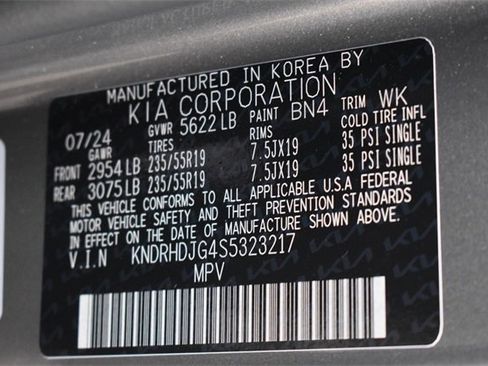 MANUFACTURED IN KOREA BY
KIA CORPORATION
07/24 GVWR 5622 LB PAINT BN4 TRIM WK
GAWR TIRES RIMS COLD TIRE INFL
FRONT 2954 LB 235/55R19 7.5JX19 35 PSI SINGLE
REAR 3075 LB 235/55R19 7.5JX19 35 PSI SINGLE
THIS VEHICLE CONFORMS TO ALL APPLICABLE U.S.A FEDERAL
MOTOR VEHICLE SAFETY AND THEFT PREVENTION STANDARDS
IN EFFECT ON THE DATE OF MANUFACTURE SHOWN ABOVE.
V.I.N KNDRHDJG4S5323217
MPV